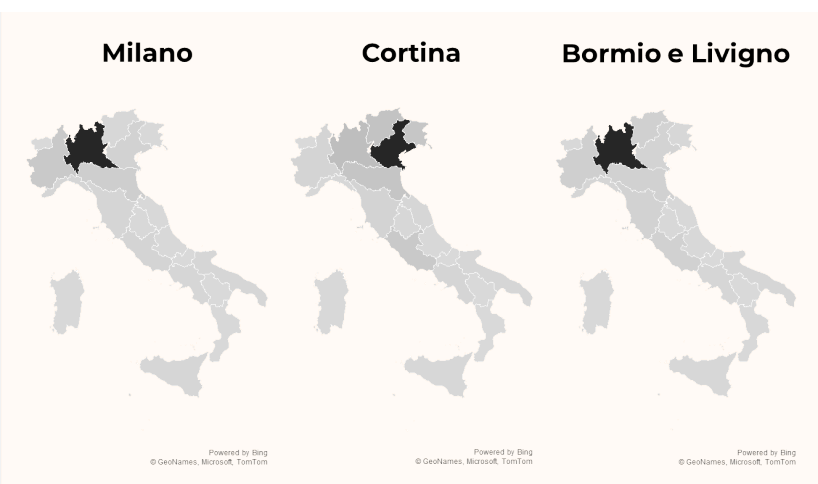 Milano
Cortina
Bormio e Livigno
Powered by Bing
© GeoNames, Microsoft, TomTom
Powered by Bing
© GeoNames, Microsoft, TomTom
Powered by Bing
© GeoNames, Microsoft, TomTom